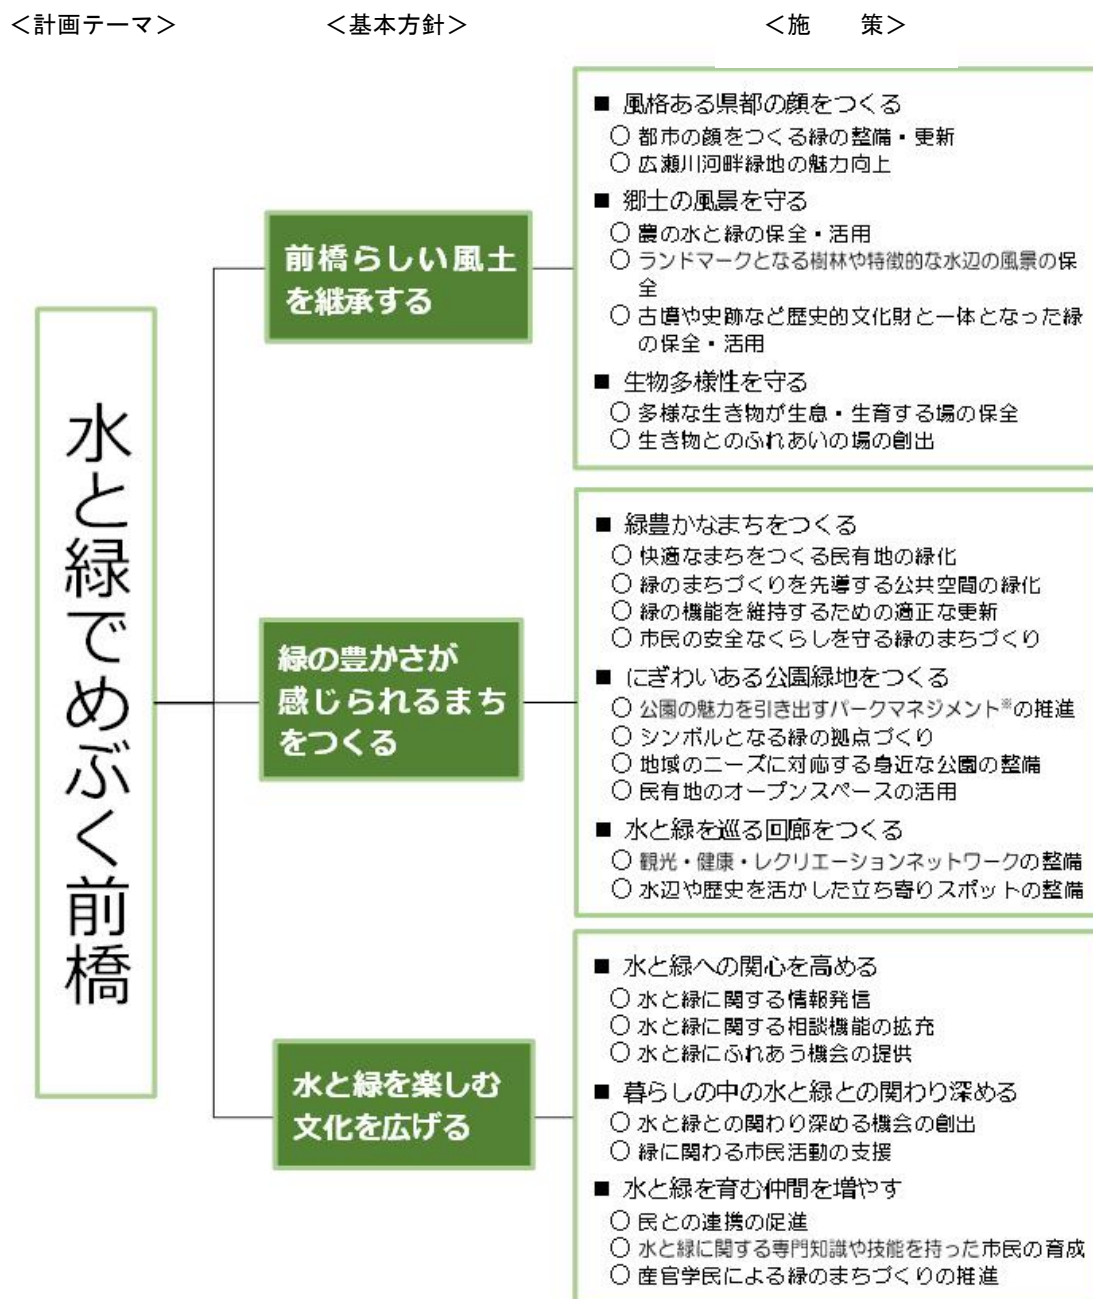 ＜計画テーマ＞ ＜基本方針＞ ＜施　　策＞
水と緑でめぶく前橋
前橋らしい風土
を継承する
■ 風格ある県都の顔をつくる
○ 都市の顔をつくる緑の整備・更新
○ 広瀬川河畔緑地の魅力向上
■ 郷土の風景を守る
○ 農の水と緑の保全・活用
○ ランドマークとなる樹林や特徴的な水辺の風景の保
全
○ 古墳や史跡など歴史的文化財と一体となった緑
の保全・活用
■ 生物多様性を守る
○ 多様な生き物が生息・生育する場の保全
○ 生き物とのふれあいの場の創出
緑の豊かさが
感じられるまち
をつくる
■ 緑豊かなまちをつくる
○ 快適なまちをつくる民有地の緑化
○ 緑のまちづくりを先導する公共空間の緑化
○ 緑の機能を維持するための適正な更新
○ 市民の安全なくらしを守る緑のまちづくり
■ にぎわいある公園緑地をつくる
○ 公園の魅力を引き出すパークマネジメント※の推進
○ シンボルとなる緑の拠点づくり
○ 地域のニーズに対応する身近な公園の整備
○ 民有地のオープンスペースの活用
■ 水と緑を巡る回廊をつくる
○ 観光・健康・レクリエーションネットワークの整備
○ 水辺や歴史を活かした立ち寄りスポットの整備
水と緑を楽しむ
文化を広げる
■ 水と緑への関心を高める
○ 水と緑に関する情報発信
○ 水と緑に関する相談機能の拡充
○ 水と緑にふれあう機会の提供
■ 暮らしの中の水と緑との関わり深める
○ 水と緑との関わり深める機会の創出
○ 緑に関わる市民活動の支援
■ 水と緑を育む仲間を増やす
○ 民との連携の促進
○ 水と緑に関する専門知識や技能を持った市民の育成
○ 産官学民による緑のまちづくりの推進